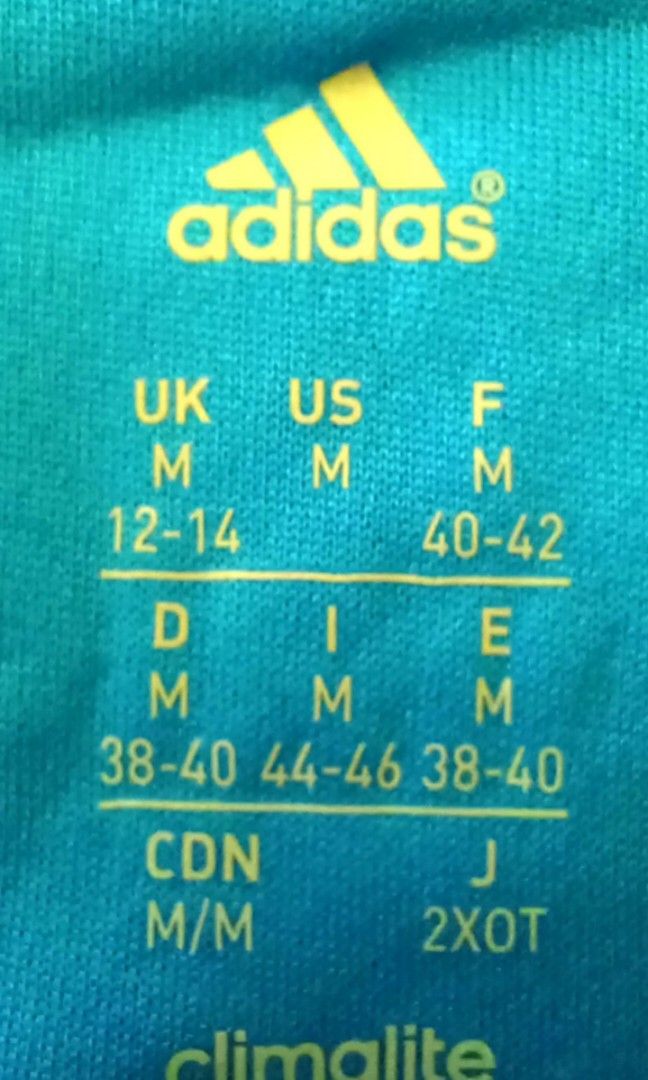 adidas®
UK US F
M M M
12-14 40-42
D I E
M M M
38-40 44-46 38-40
CDN J
M/M 2XOT
climalite